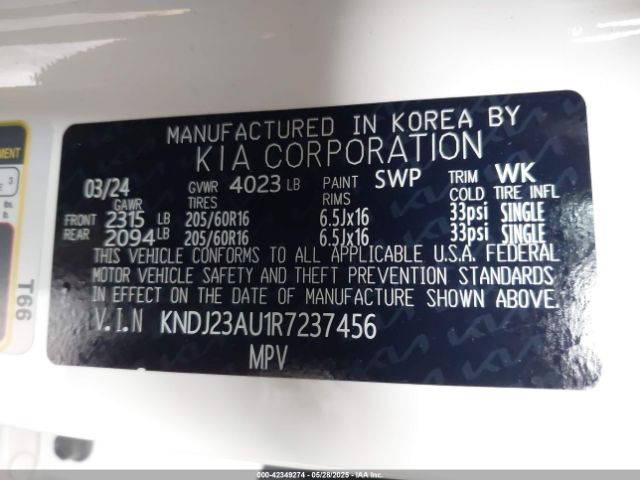 MANUFACTURED IN KOREA BY
KIA CORPORATION
03/24 GVWR 4023 LB PAINT SWP TRIM WK
GAWR TIRES RIMS COLD TIRE INFL
FRONT 2315 LB 205/60R16 6.5Jx16 33psi SINGLE
REAR 2094 LB 205/60R16 6.5Jx16 33psi SINGLE
THIS VEHICLE CONFORMS TO ALL APPLICABLE U.S.A. FEDERAL
MOTOR VEHICLE SAFETY AND THEFT PREVENTION STANDARDS
IN EFFECT ON THE DATE OF MANUFACTURE SHOWN ABOVE.
V.I.N KNDJ23AU1R7237456
MPV
3
T66
000-42349274 - 05/28/2025 - IAA Inc.